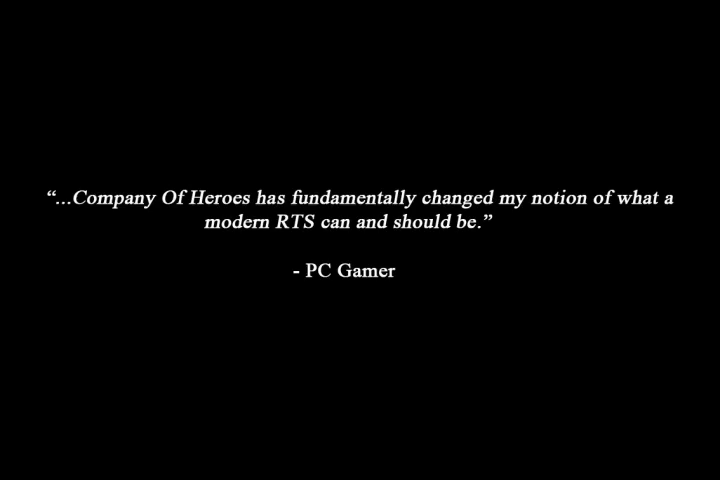 “...Company Of Heroes has fundamentally changed my notion of what a
modern RTS can and should be.”
- PC Gamer